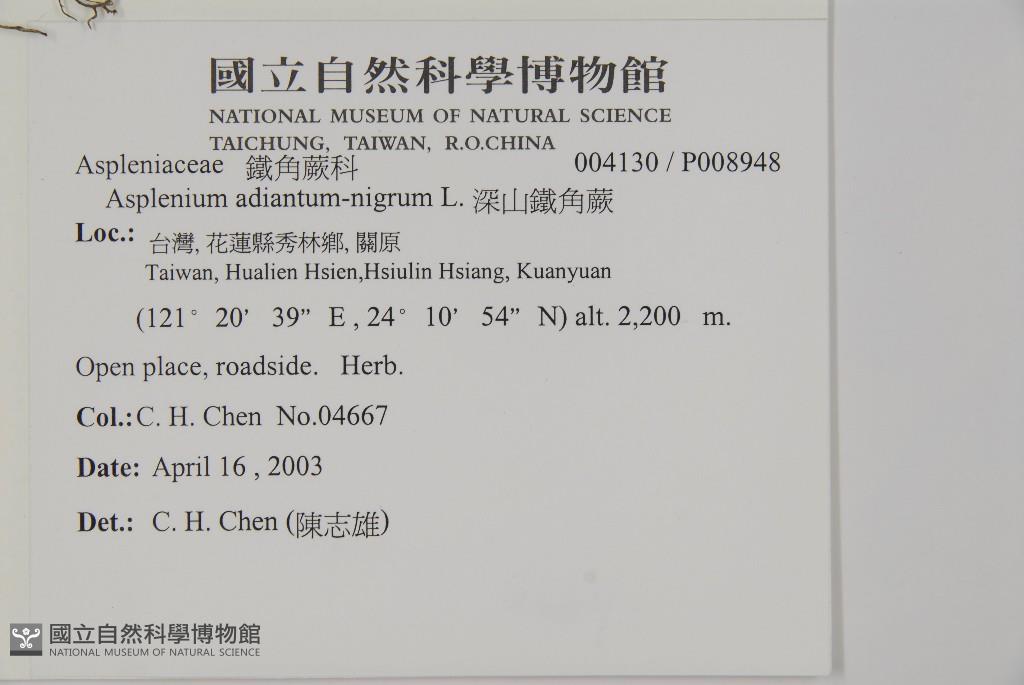 國立自然科學博物館
NATIONAL MUSEUM OF NATURAL SCIENCE
TAICHUNG, TAIWAN, R.O.CHINA
Aspleniaceae 鐵角蕨科 004130 / P008948
Asplenium adiantum-nigrum L. 深山鐵角蕨
Loc.: 台灣, 花蓮縣秀林鄉, 關原
Taiwan, Hualien Hsien,Hsiulin Hsiang, Kuanyuan
(121° 20’ 39” E , 24° 10’ 54” N) alt. 2,200 m.
Open place, roadside. Herb.
Col.: C. H. Chen No.04667
Date: April 16 , 2003
Det.: C. H. Chen (陳志雄)
國立自然科學博物館
NATIONAL MUSEUM OF NATURAL SCIENCE